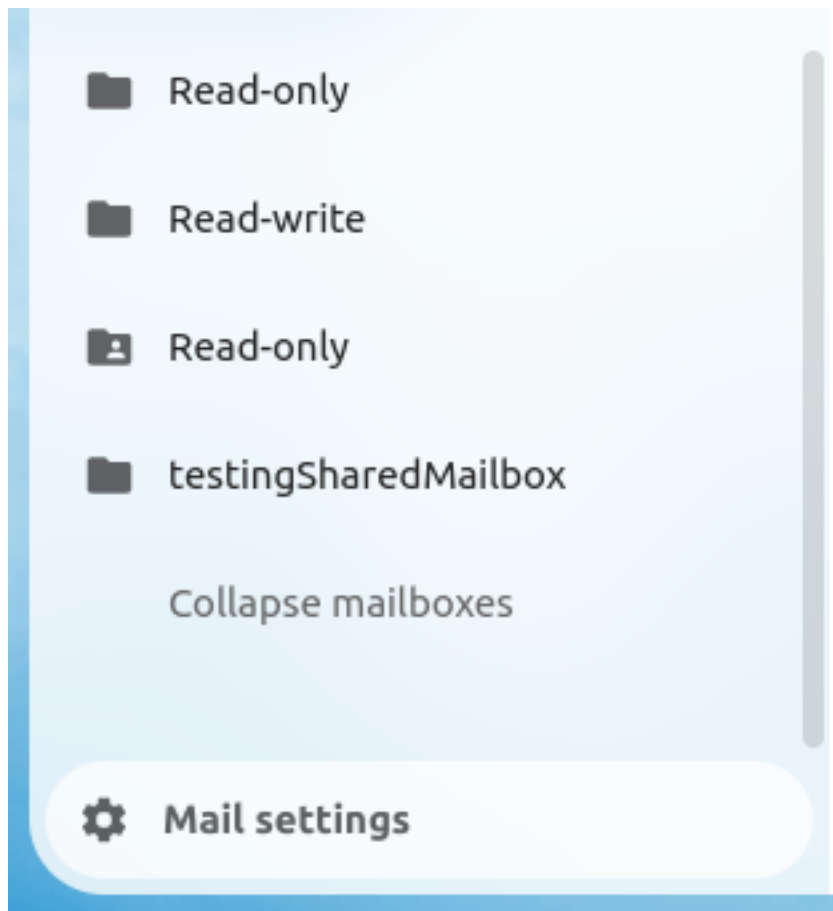 Read-only
Read-write
Read-only
testingSharedMailbox
Collapse mailboxes
Mail settings